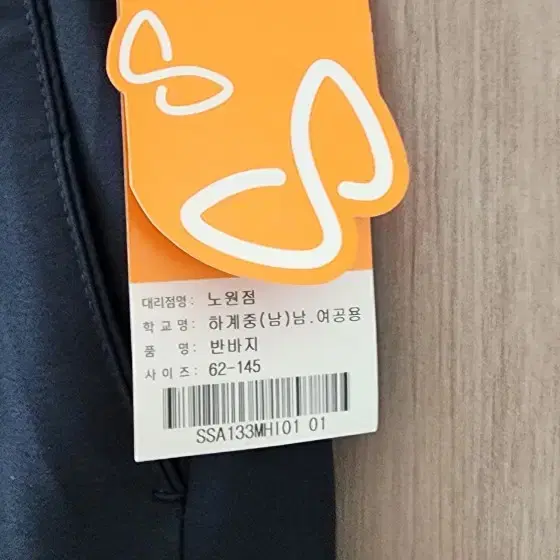 대리점명: 노원점
학교명: 하계중(남)남.여공용
품 명: 반바지
사이즈: 62-145
SSA133MHI01 01